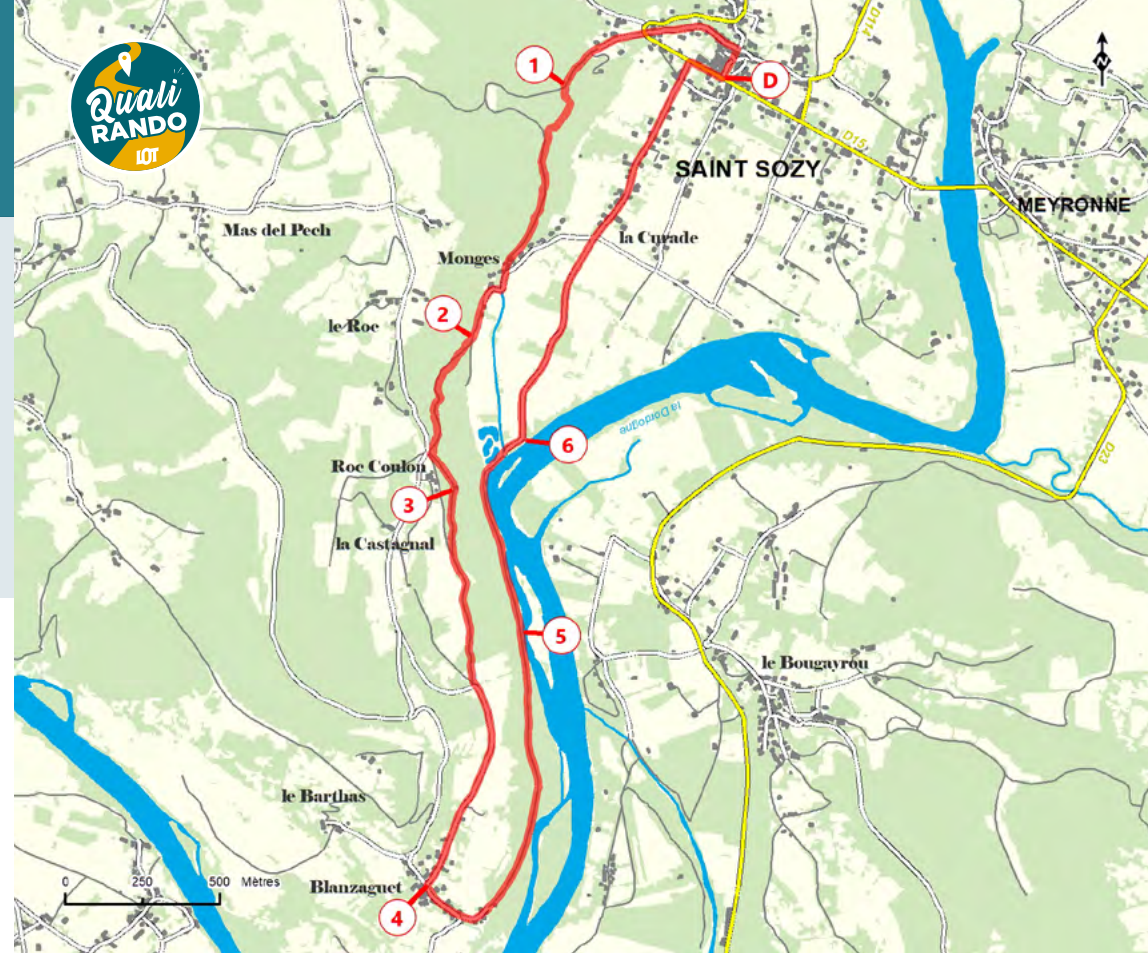 Quali
RANDO
LOT
1
D
D114
N
D15
SAINT SOZY
MEYRONNE
Mas del Pech
la Curade
Monges
2
le Roc
la Dordogne
6
Roc Coulon
3
D23
la Castagnal
5
le Bougayrou
le Barthas
0 250 500 Mètres
Blanzaguet
4